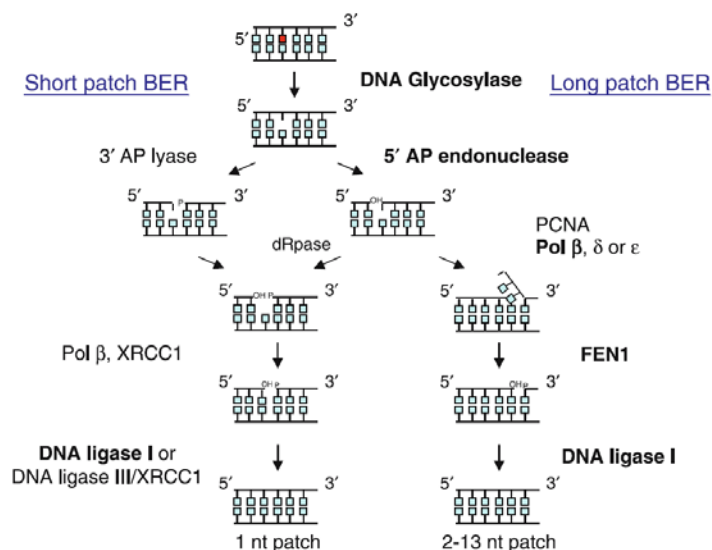 5′ 3′
Short patch BER
DNA Glycosylase
Long patch BER
5′ 3′
3′ AP lyase
5′ AP endonuclease
5′ P 3′
5′ OH 3′
dRpase
PCNA
Pol β, δ or ε
5′ OH P 3′
5′ 3′
Pol β, XRCC1
FEN1
5′ OH P 3′
5′ OH P 3′
DNA ligase I or
DNA ligase III/XRCC1
DNA ligase I
5′ 3′
5′ 3′
1 nt patch
2-13 nt patch